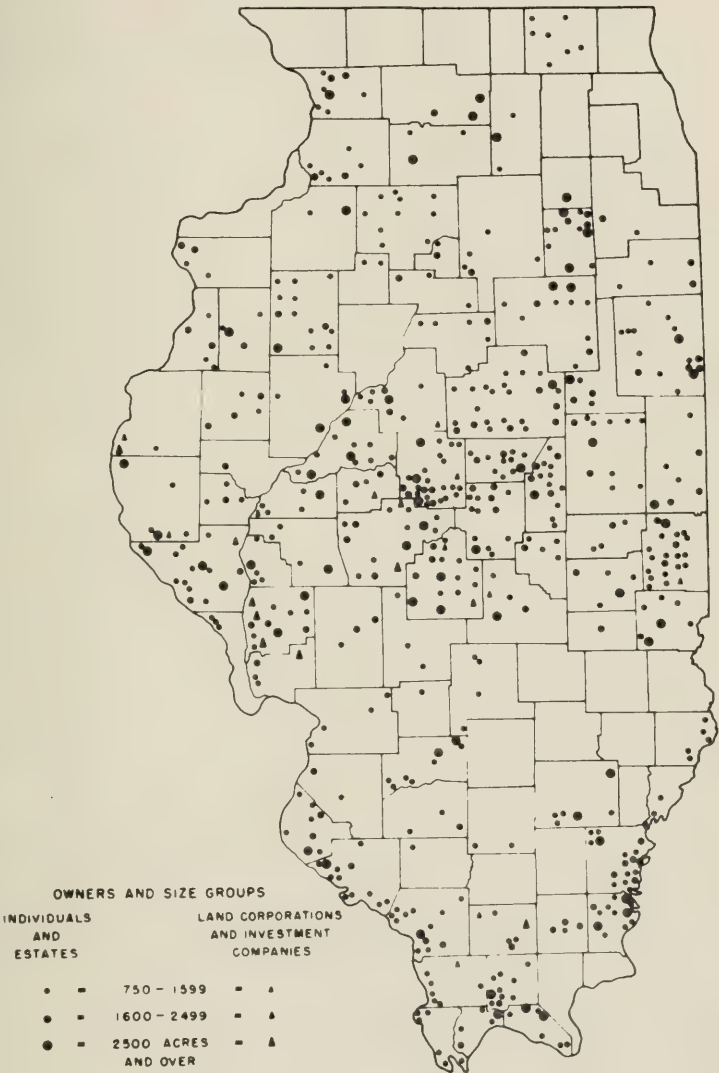 OWNERS AND SIZE GROUPS
INDIVIDUALS
AND
ESTATES
LAND CORPORATIONS
AND INVESTMENT
COMPANIES
= 750 - 1599 =
= 1600 - 2499 =
= 2500 ACRES =
AND OVER